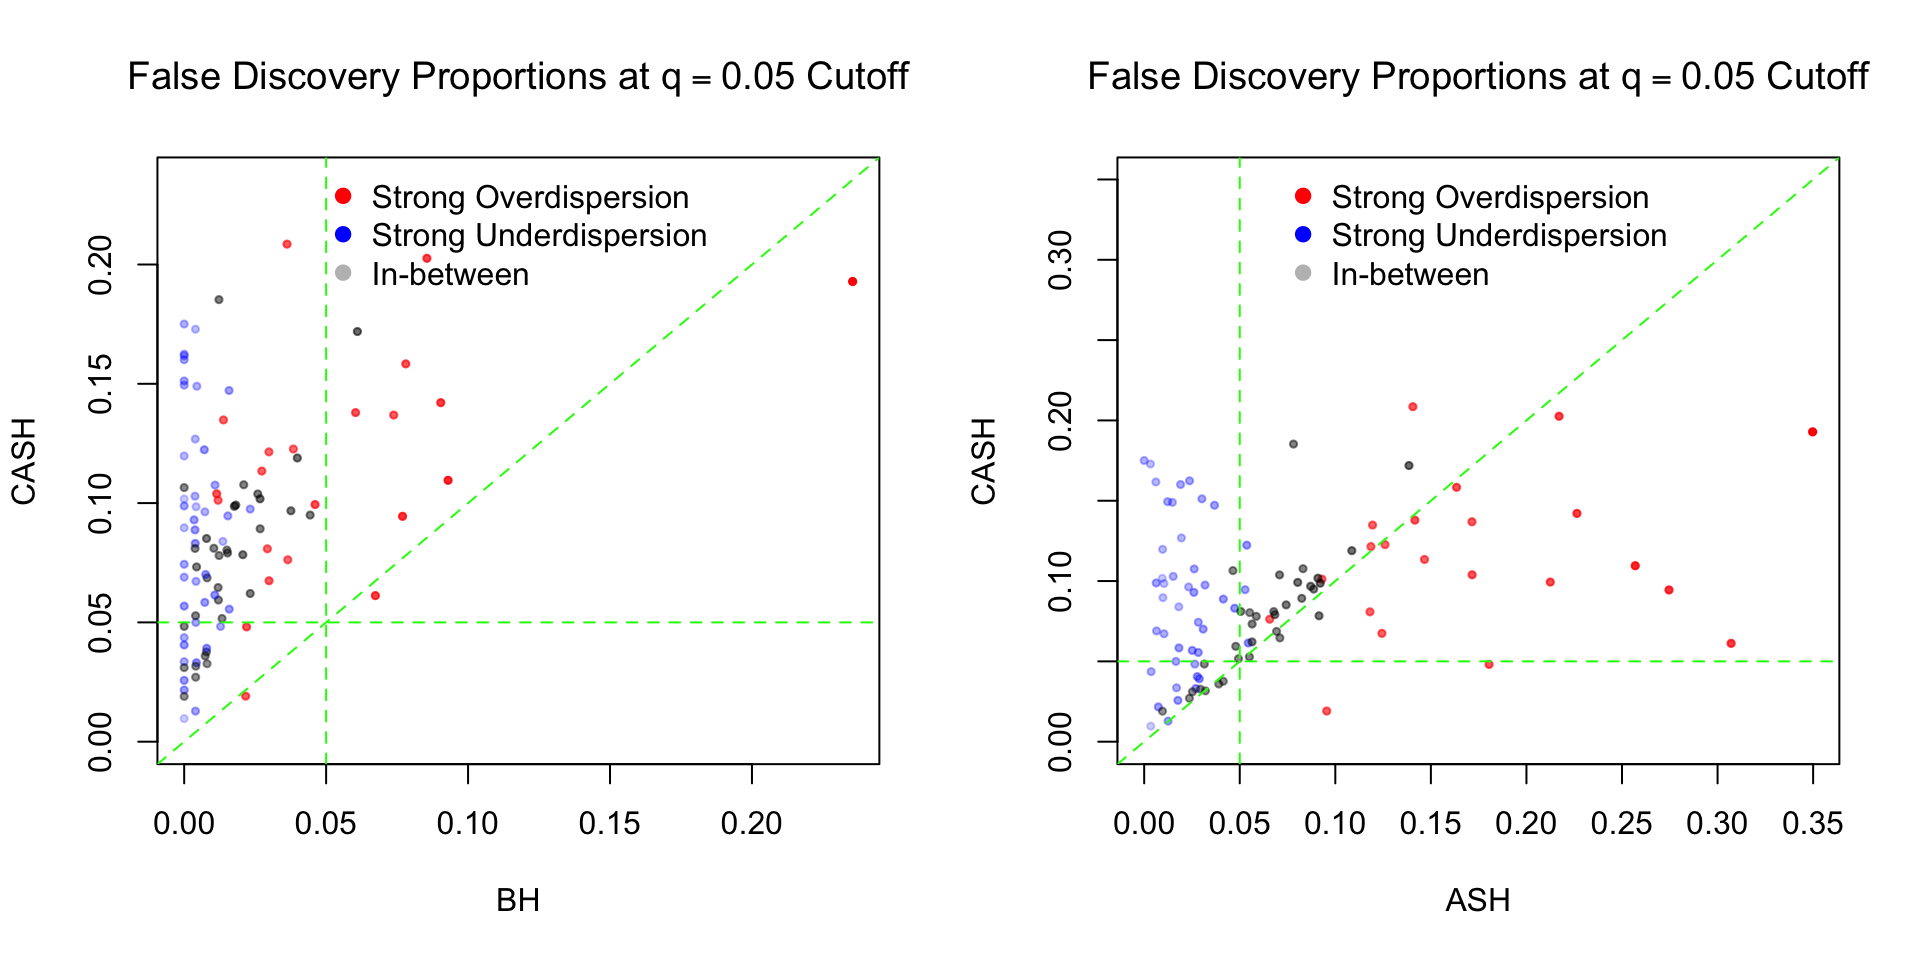 False Discovery Proportions at q = 0.05 Cutoff
Strong Overdispersion
Strong Underdispersion
In-between
CASH
0.20
0.15
0.10
0.05
0.00
0.00 0.05 0.10 0.15 0.20
BH
False Discovery Proportions at q = 0.05 Cutoff
Strong Overdispersion
Strong Underdispersion
In-between
CASH
0.30
0.20
0.10
0.00
0.00 0.05 0.10 0.15 0.20 0.25 0.30 0.35
ASH